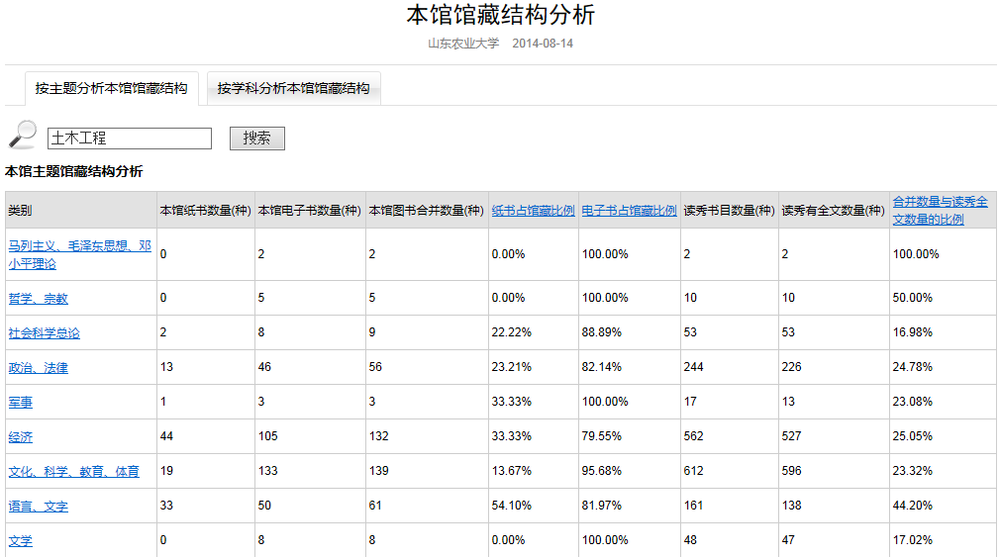 本馆馆藏结构分析
山东农业大学 2014-08-14
按主题分析本馆馆藏结构 按学科分析本馆馆藏结构
土木工程 搜索
本馆主题馆藏结构分析
类别 本馆纸书数量(种) 本馆电子书数量(种) 本馆图书合并数量(种) 纸书占馆藏比例 电子书占馆藏比例 读秀书目数量(种) 读秀有全文数量(种) 合并数量与读秀全
文数量的比例
马列主义、毛泽东思想、邓
小平理论 0 2 2 0.00% 100.00% 2 2 100.00%
哲学、宗教 0 5 5 0.00% 100.00% 10 10 50.00%
社会科学总论 2 8 9 22.22% 88.89% 53 53 16.98%
政治、法律 13 46 56 23.21% 82.14% 244 226 24.78%
军事 1 3 3 33.33% 100.00% 17 13 23.08%
经济 44 105 132 33.33% 79.55% 562 527 25.05%
文化、科学、教育、体育 19 133 139 13.67% 95.68% 612 596 23.32%
语言、文字 33 50 61 54.10% 81.97% 161 138 44.20%
文学 0 8 8 0.00% 100.00% 48 47 17.02%